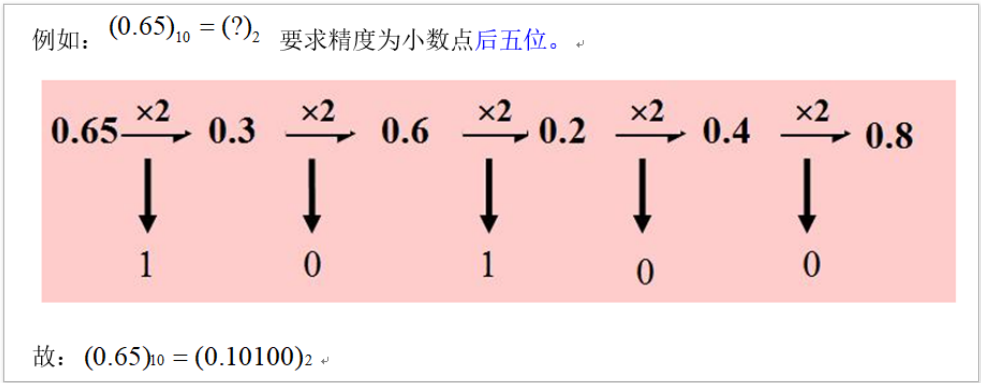 例如： (0.65)₁₀ = (?)₂ 要求精度为小数点后五位。
×2 ×2 ×2 ×2 ×2
0.65 0.3 0.6 0.2 0.4 0.8
1 0 1 0 0
故： (0.65)₁₀ = (0.10100)₂